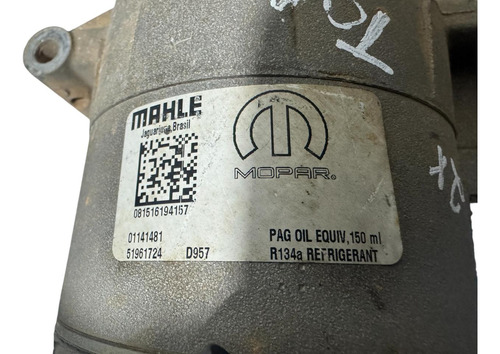 MAHLE
Jaguariúna, Brasil
MOPAR®
081516194157
01141481
PAG OIL EQUIV, 150 ml
51961724 D957
R134a REFRIGERANT